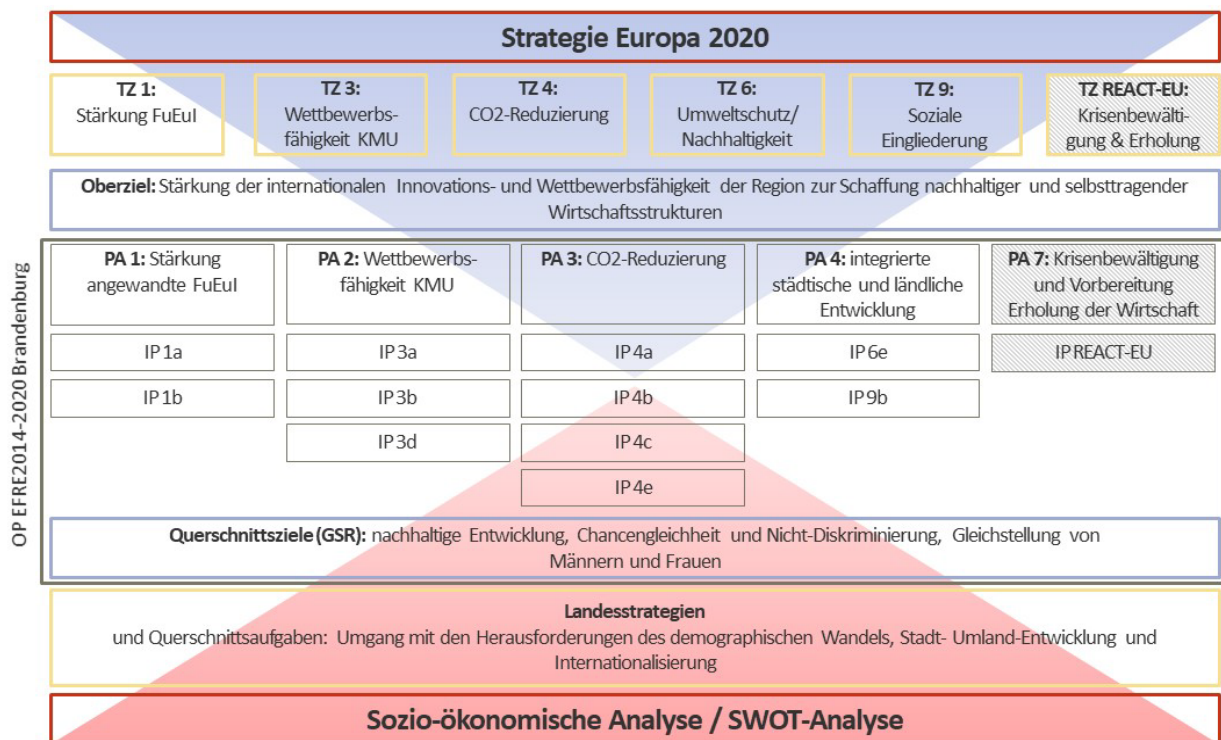 Strategie Europa 2020
TZ 1:
Stärkung FuEuI
TZ 3:
Wettbewerbs-
fähigkeit KMU
TZ 4:
CO2-Reduzierung
TZ 6:
Umweltschutz/
Nachhaltigkeit
TZ 9:
Soziale
Eingliederung
TZ REACT-EU:
Krisenbewälti-
gung & Erholung
Oberziel: Stärkung der internationalen Innovations- und Wettbewerbsfähigkeit der Region zur Schaffung nachhaltiger und selbsttragender
Wirtschaftsstrukturen
OP EFRE2014-2020 Brandenburg
PA 1: Stärkung
angewandte FuEuI
PA 2: Wettbewerbs-
fähigkeit KMU
PA 3: CO2-Reduzierung
PA 4: integrierte
städtische und ländliche
Entwicklung
PA 7: Krisenbewältigung
und Vorbereitung
Erholung der Wirtschaft
IP 1a
IP 3a
IP 4a
IP 6e
IP REACT-EU
IP 1b
IP 3b
IP 4b
IP 9b
IP 3d
IP 4c
IP 4e
Querschnittsziele (GSR): nachhaltige Entwicklung, Chancengleichheit und Nicht-Diskriminierung, Gleichstellung von
Männern und Frauen
Landesstrategien
und Querschnittsaufgaben: Umgang mit den Herausforderungen des demographischen Wandels, Stadt- Umland-Entwicklung und
Internationalisierung
Sozio-ökonomische Analyse / SWOT-Analyse